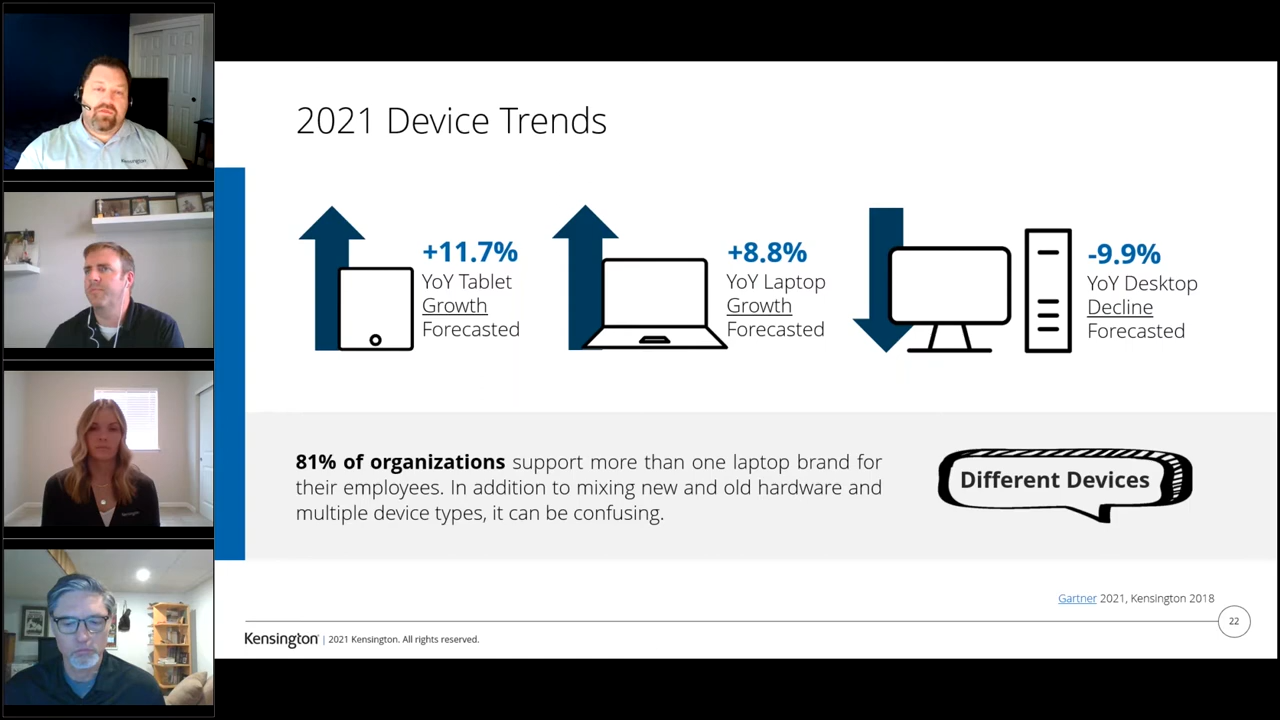 2021 Device Trends
+11.7%
YoY Tablet
Growth
Forecasted
+8.8%
YoY Laptop
Growth
Forecasted
-9.9%
YoY Desktop
Decline
Forecasted
81% of organizations support more than one laptop brand for
their employees. In addition to mixing new and old hardware and
multiple device types, it can be confusing.
Different Devices
Gartner 2021, Kensington 2018
22
Kensington | 2021 Kensington. All rights reserved.
Kensington
Kensington